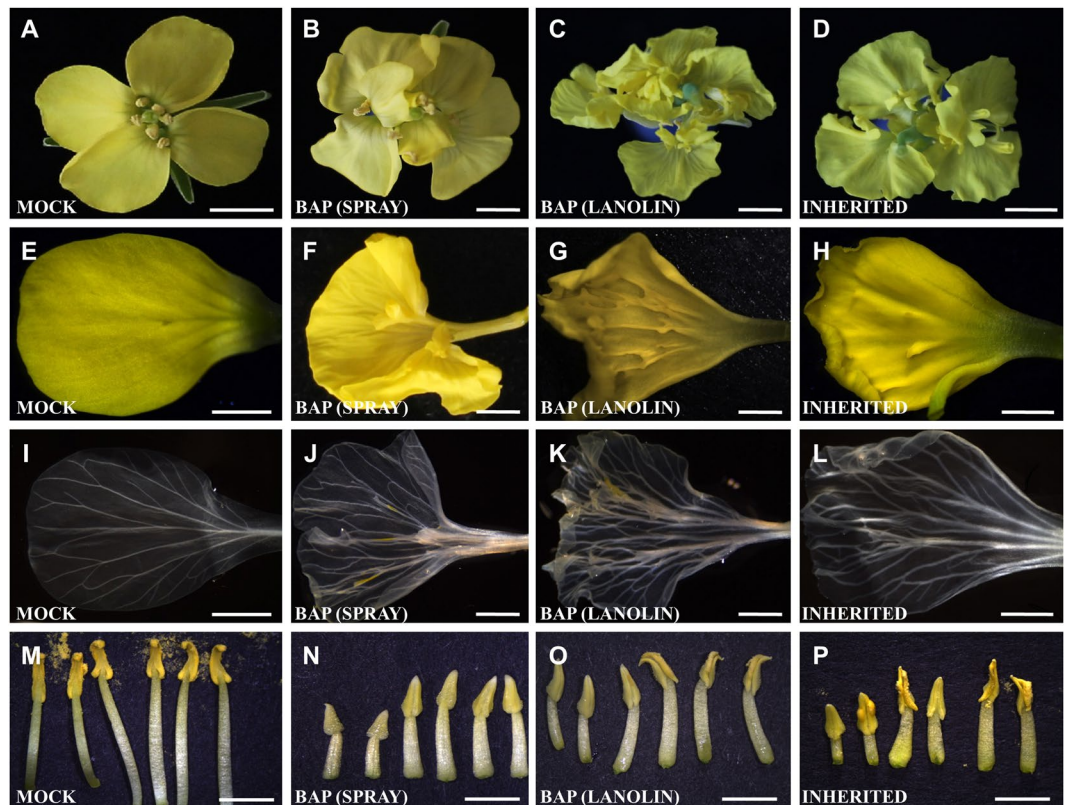 A
MOCK
B
BAP (SPRAY)
C
BAP (LANOLIN)
D
INHERITED
E
MOCK
F
BAP (SPRAY)
G
BAP (LANOLIN)
H
INHERITED
I
MOCK
J
BAP (SPRAY)
K
BAP (LANOLIN)
L
INHERITED
M
MOCK
N
BAP (SPRAY)
O
BAP (LANOLIN)
P
INHERITED